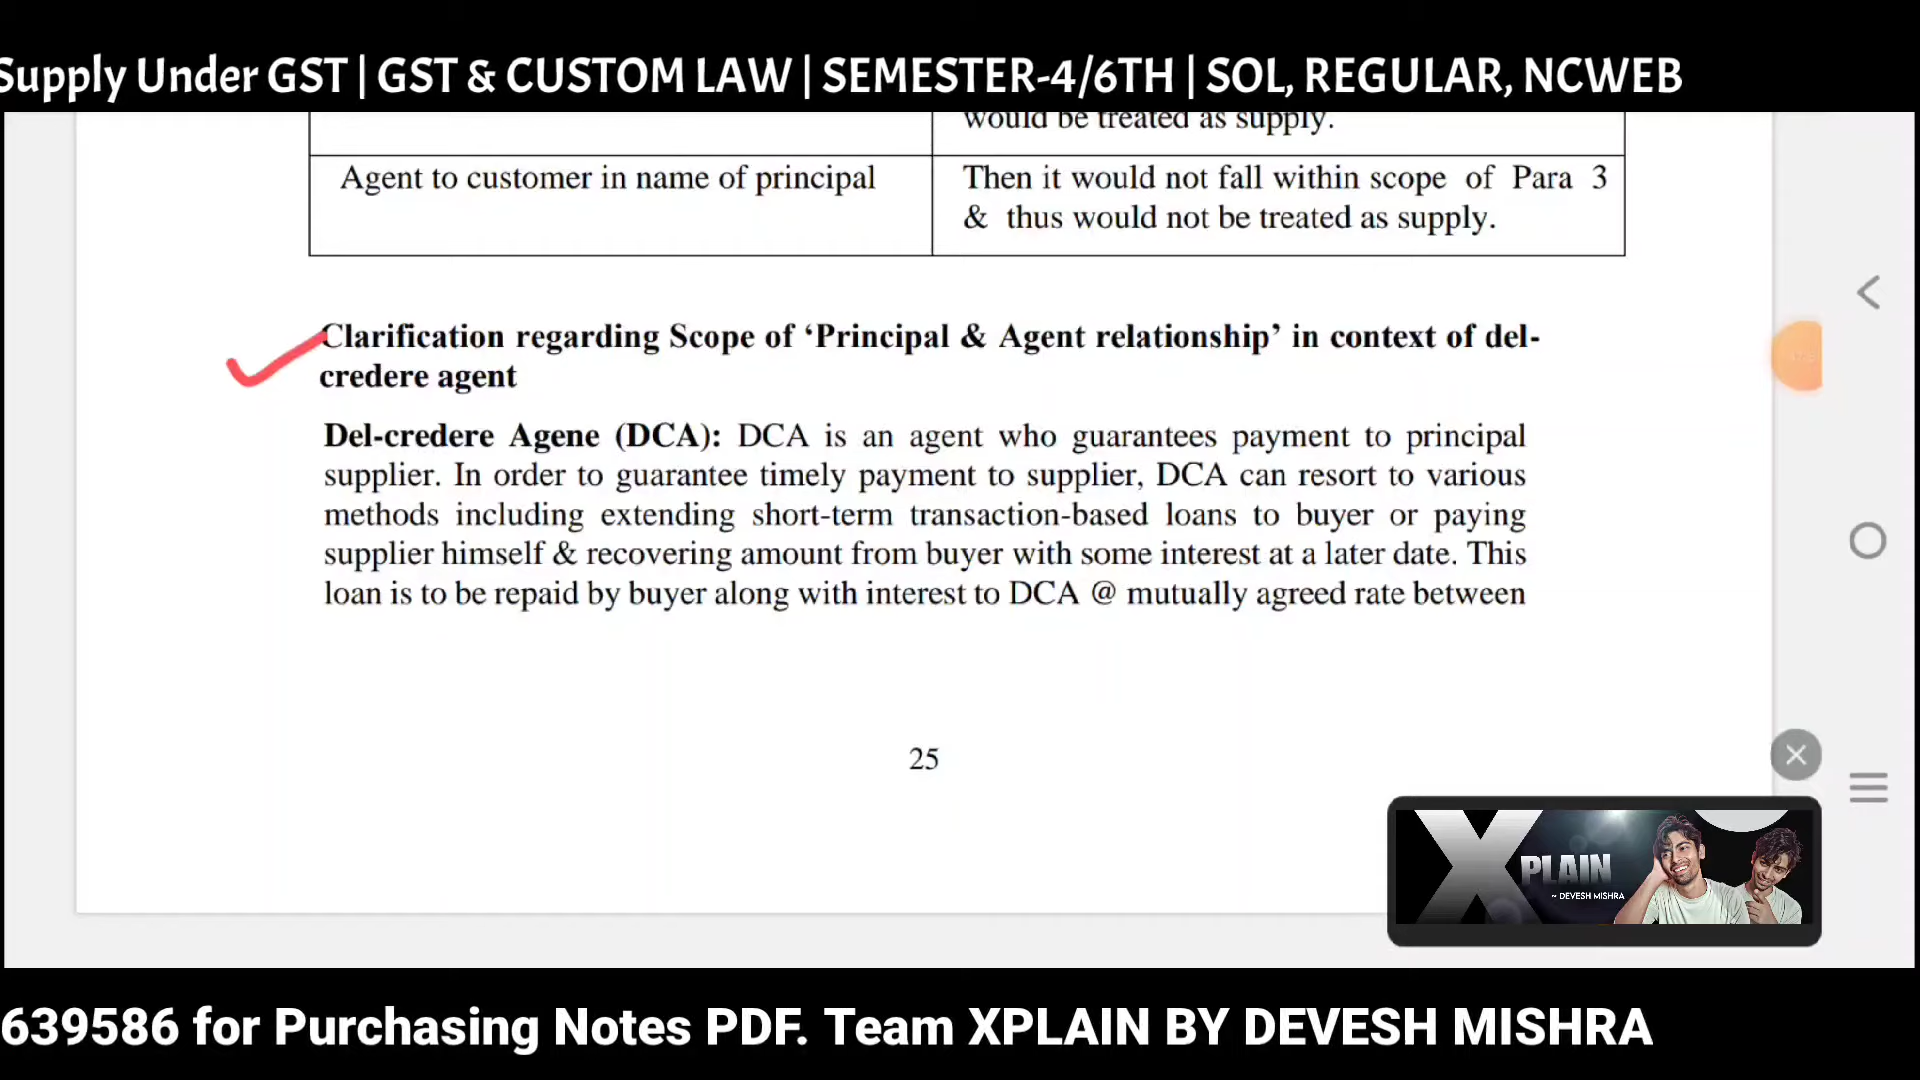 Supply Under GST | GST & CUSTOM LAW | SEMESTER-4/6TH | SOL, REGULAR, NCWEB
would be treated as supply.
Agent to customer in name of principal
Then it would not fall within scope of Para 3
& thus would not be treated as supply.
Clarification regarding Scope of ‘Principal & Agent relationship’ in context of del-
credere agent
Del-credere Agene (DCA): DCA is an agent who guarantees payment to principal
supplier. In order to guarantee timely payment to supplier, DCA can resort to various
methods including extending short-term transaction-based loans to buyer or paying
supplier himself & recovering amount from buyer with some interest at a later date. This
loan is to be repaid by buyer along with interest to DCA @ mutually agreed rate between
25
XPLAIN
~ DEVESH MISHRA
639586 for Purchasing Notes PDF. Team XPLAIN BY DEVESH MISHRA